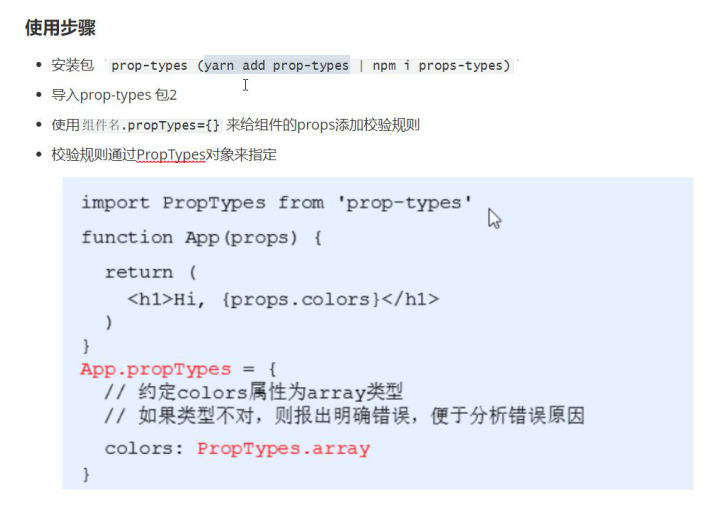 使用步骤
安装包 `prop-types (yarn add prop-types | npm i props-types)`
导入prop-types 包2
使用组件名.propTypes={} 来给组件的props添加校验规则
校验规则通过PropTypes对象来指定
import PropTypes from 'prop-types'
function App(props) {
return (
<h1>Hi, {props.colors}</h1>
)
}
App.propTypes = {
// 约定colors属性为array类型
// 如果类型不对，则报出明确错误，便于分析错误原因
colors: PropTypes.array
}